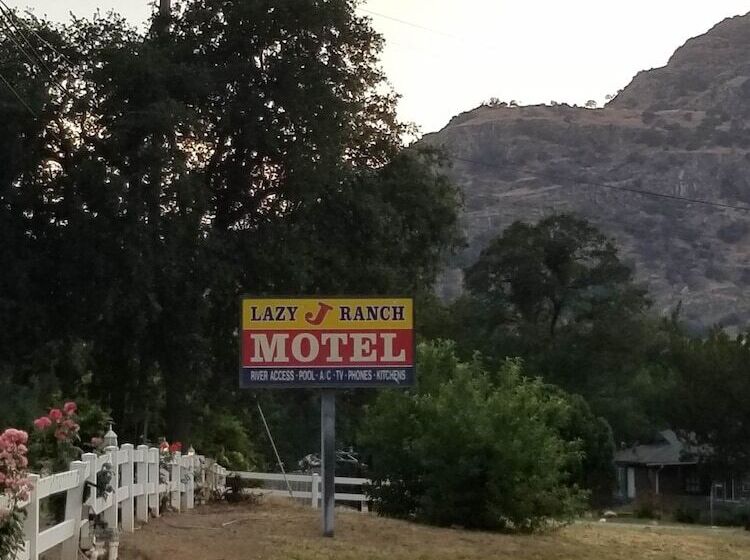 LAZY J RANCH
MOTEL
RIVER ACCESS · POOL · A/C · TV · PHONES · KITCHENS